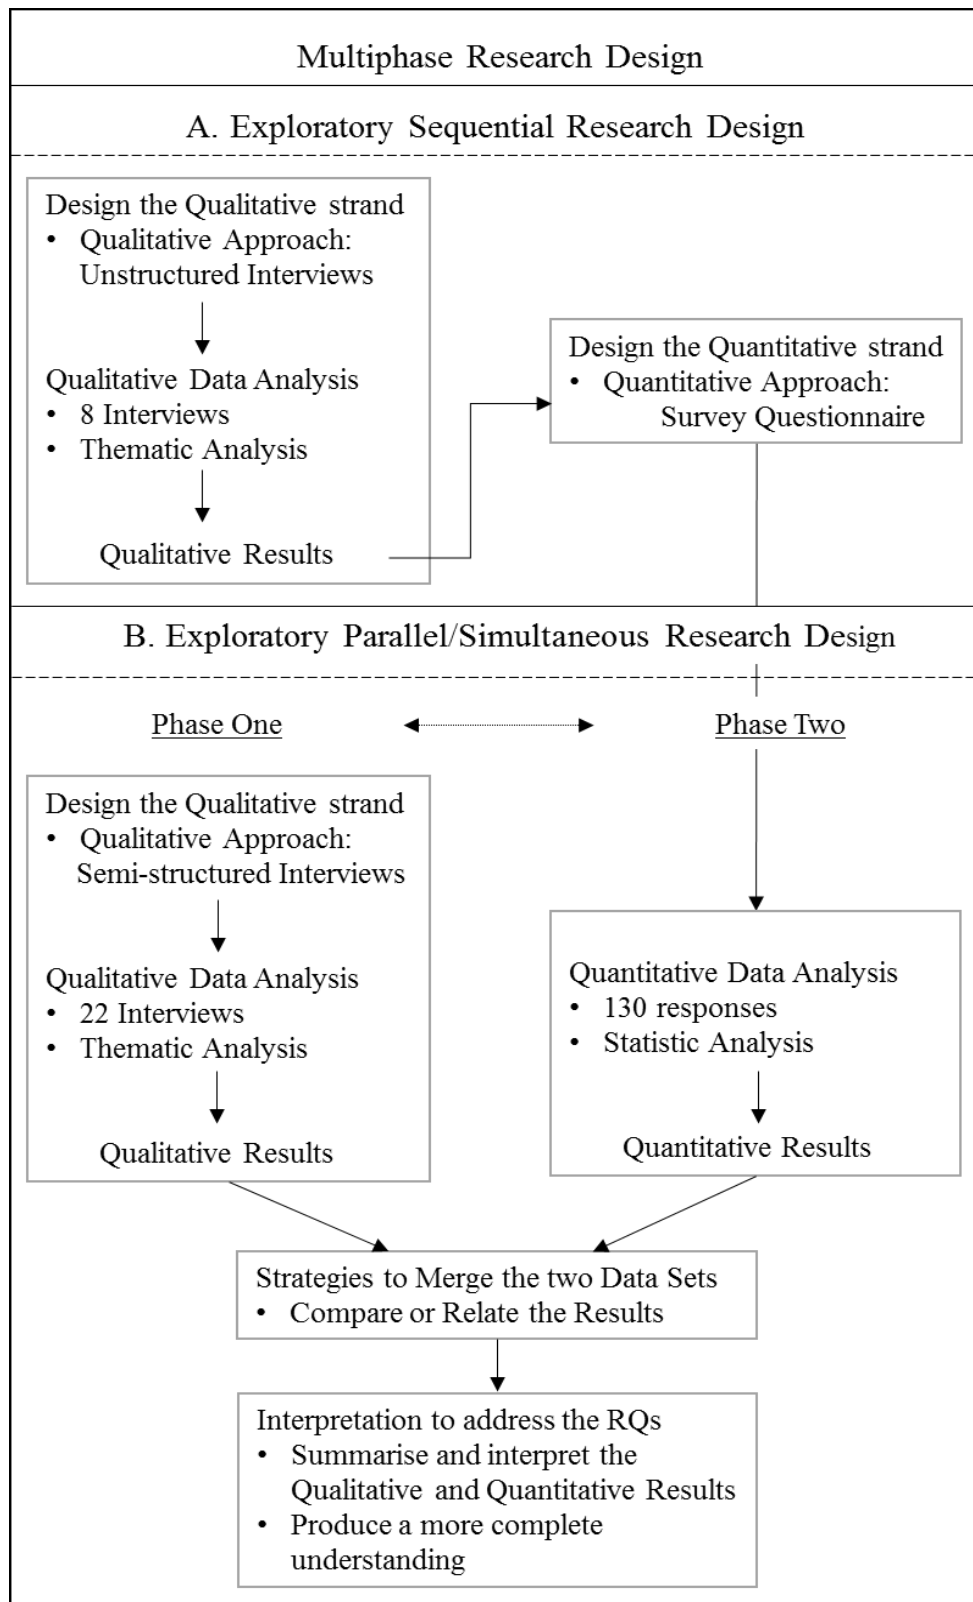 Multiphase Research Design
A. Exploratory Sequential Research Design
Design the Qualitative strand
• Qualitative Approach:
Unstructured Interviews
Qualitative Data Analysis
• 8 Interviews
• Thematic Analysis
Qualitative Results
Design the Quantitative strand
• Quantitative Approach:
Survey Questionnaire
B. Exploratory Parallel/Simultaneous Research Design
Phase One
Phase Two
Design the Qualitative strand
• Qualitative Approach:
Semi-structured Interviews
Qualitative Data Analysis
• 22 Interviews
• Thematic Analysis
Qualitative Results
Quantitative Data Analysis
• 130 responses
• Statistic Analysis
Quantitative Results
Strategies to Merge the two Data Sets
• Compare or Relate the Results
Interpretation to address the RQs
• Summarise and interpret the
Qualitative and Quantitative Results
• Produce a more complete
understanding